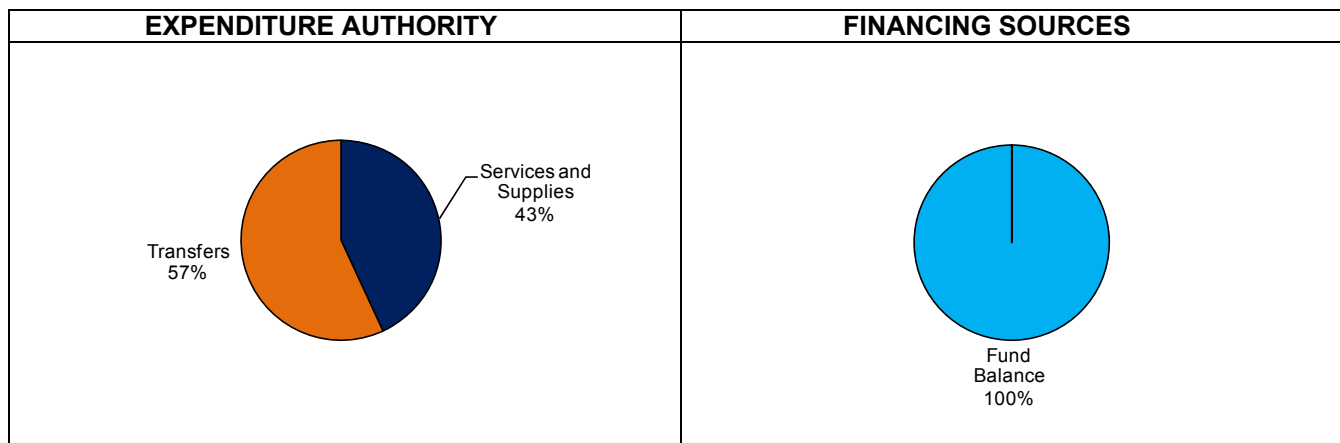 EXPENDITURE AUTHORITY
FINANCING SOURCES
Services and
Supplies
43%
Transfers
57%
Fund
Balance
100%